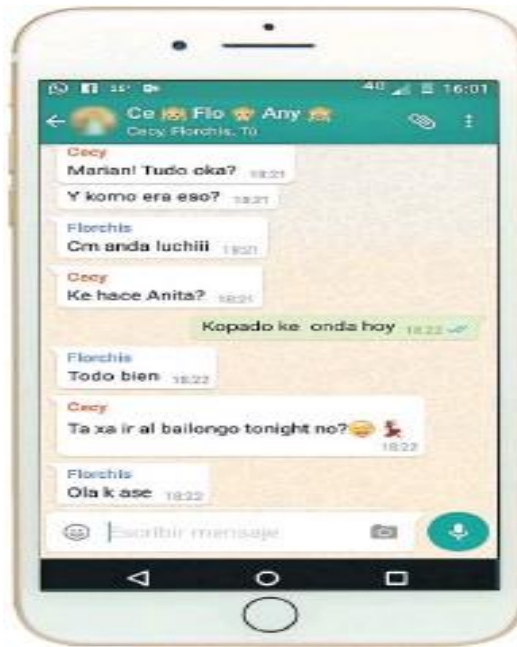 16:01
Ce Flo Any
Cecy, Florchis, Tú
Cecy
Marian! Tudo oka? 18:21
Y komo era eso? 18:21
Florchis
Cm anda luchiii 18:21
Cecy
Ke hace Anita? 18:21
Kopado ke onda hoy 18:22
Florchis
Todo bien 18:22
Cecy
Ta xa ir al bailongo tonight no?😄💃
18:22
Florchis
Ola k ase 18:22
Escribir mensaje